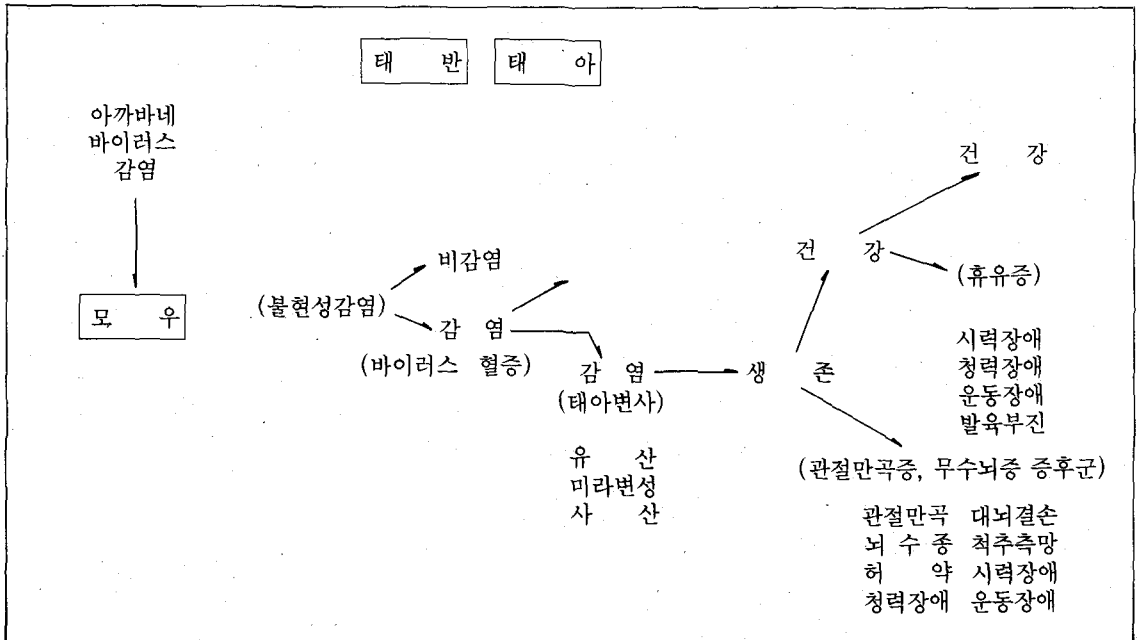 태 반 태 아
아까바네
바이러스
감염
모 우
(불현성감염)
비감염
감 염
(바이러스 혈증)
감 염
(태아변사)
유 산
미라변성
사 산
생 존
건 강
건 강
(휴유증)
시력장애
청력장애
운동장애
발육부진
(관절만곡증, 무수뇌증 증후군)
관절만곡 대뇌결손
뇌 수 종 척추측망
허 약 시력장애
청력장애 운동장애